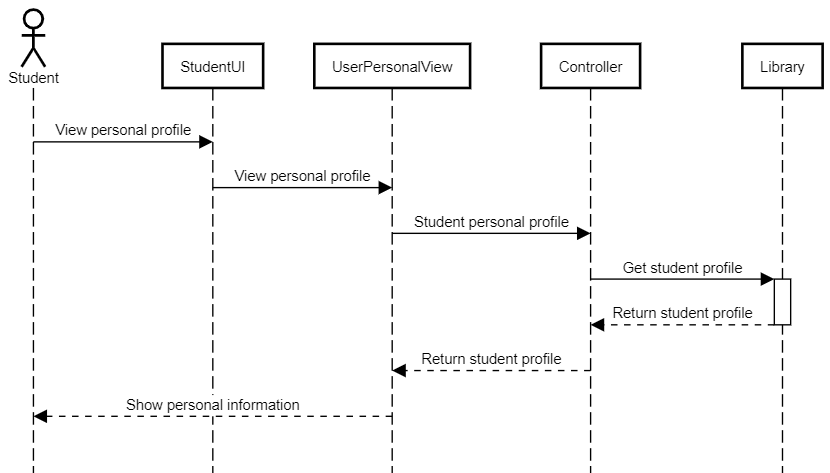 Student
StudentUI
UserPersonalView
Controller
Library
View personal profile
View personal profile
Student personal profile
Get student profile
Return student profile
Return student profile
Show personal information